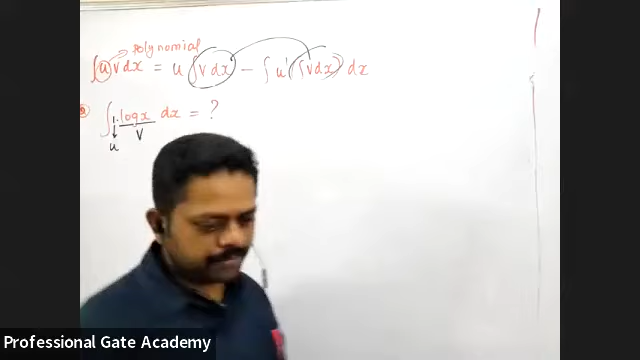 polynomial
∫ u v dx = u ∫ v dx − ∫ u' (∫ v dx) dx
∫ 1. log x dx = ?
u v
Professional Gate Academy